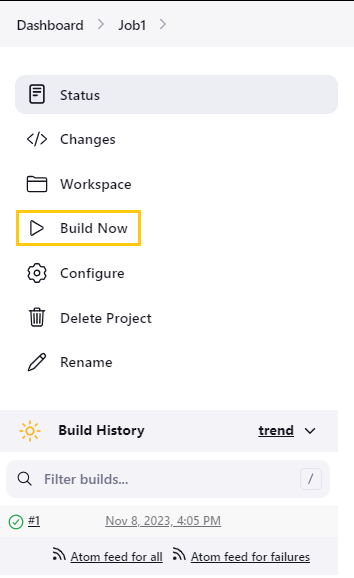 Dashboard > Job1 >
Status
Changes
Workspace
Build Now
Configure
Delete Project
Rename
Build History trend
Filter builds... /
#1 Nov 8, 2023, 4:05 PM
Atom feed for all Atom feed for failures